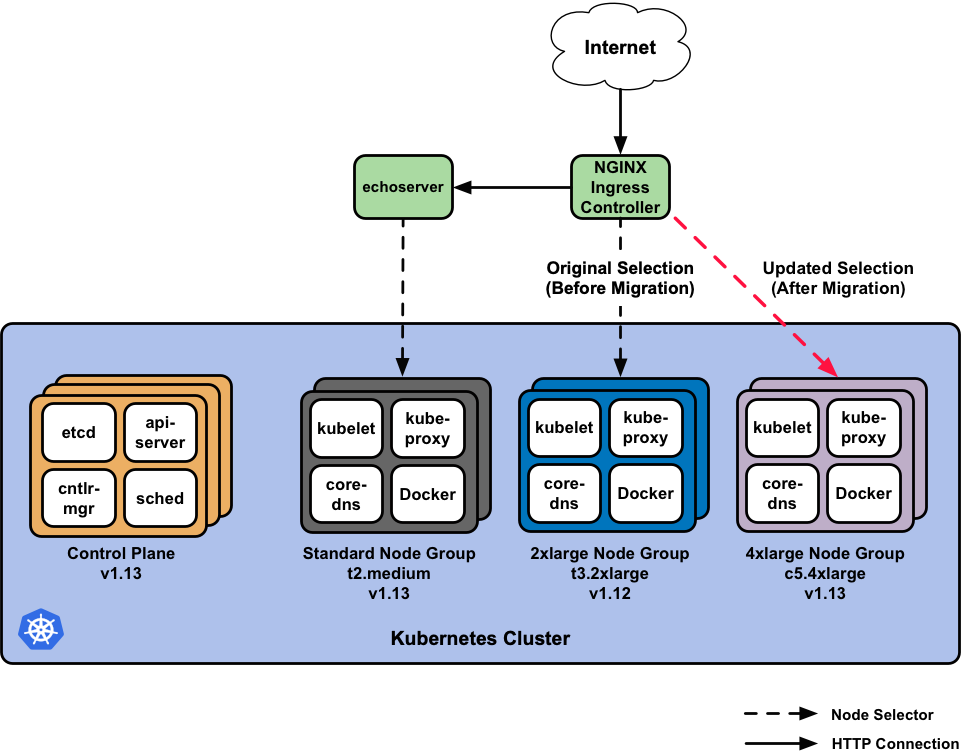 Internet
echoserver
NGINX
Ingress
Controller
Original Selection
(Before Migration)
Updated Selection
(After Migration)
etcd
api-
server
cntlr-
mgr
sched
Control Plane
v1.13
kubelet
kube-
proxy
core-
dns
Docker
Standard Node Group
t2.medium
v1.13
kubelet
kube-
proxy
core-
dns
Docker
2xlarge Node Group
t3.2xlarge
v1.12
kubelet
kube-
proxy
core-
dns
Docker
4xlarge Node Group
c5.4xlarge
v1.13
Kubernetes Cluster
Node Selector
HTTP Connection